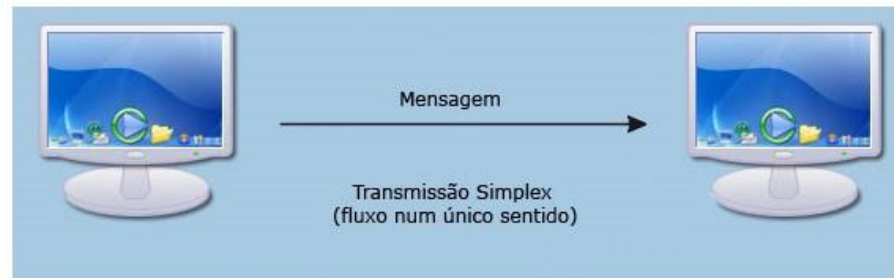 Mensagem
Transmissão Simplex
(fluxo num único sentido)